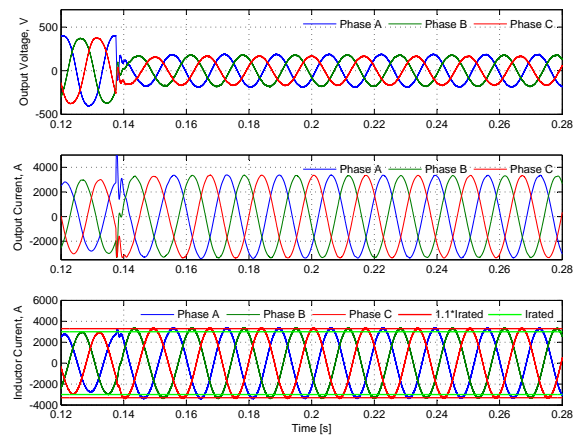 Phase A Phase B Phase C
Output Voltage, V
500
0
-500
0.12 0.14 0.16 0.18 0.2 0.22 0.24 0.26 0.28
Phase A Phase B Phase C
Output Current, A
4000
2000
0
-2000
0.12 0.14 0.16 0.18 0.2 0.22 0.24 0.26 0.28
Phase A Phase B Phase C 1.1*Irated Irated
Inductor Current, A
6000
4000
2000
0
-2000
-4000
0.12 0.14 0.16 0.18 0.2 0.22 0.24 0.26 0.28
Time [s]